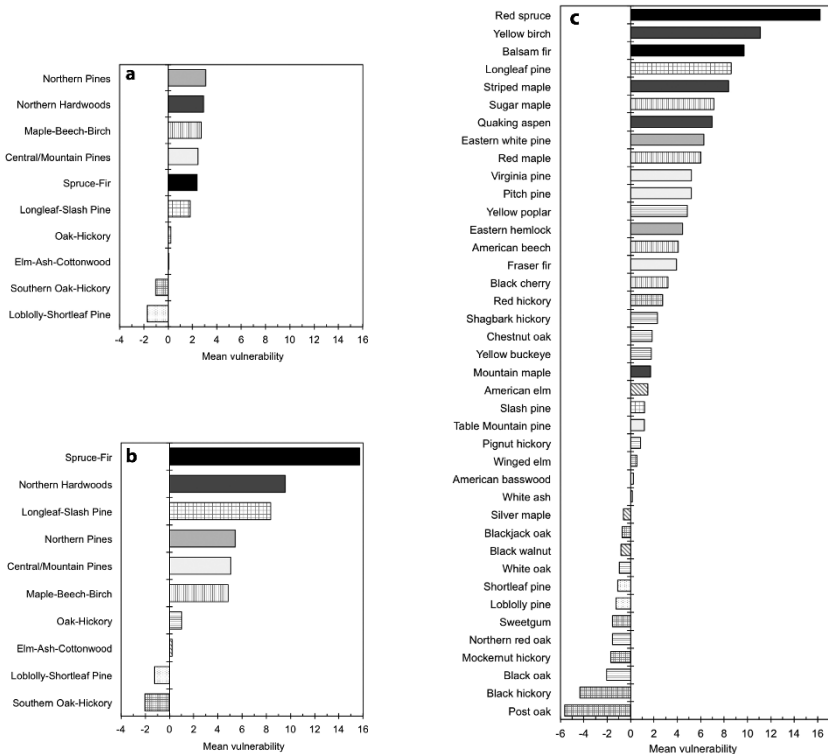 a
Northern Pines
Northern Hardwoods
Maple-Beech-Birch
Central/Mountain Pines
Spruce-Fir
Longleaf-Slash Pine
Oak-Hickory
Elm-Ash-Cottonwood
Southern Oak-Hickory
Loblolly-Shortleaf Pine
-4 -2 0 2 4 6 8 10 12 14 16
Mean vulnerability
b
Spruce-Fir
Northern Hardwoods
Longleaf-Slash Pine
Northern Pines
Central/Mountain Pines
Maple-Beech-Birch
Oak-Hickory
Elm-Ash-Cottonwood
Loblolly-Shortleaf Pine
Southern Oak-Hickory
-4 -2 0 2 4 6 8 10 12 14 16
Mean vulnerability
c
Red spruce
Yellow birch
Balsam fir
Longleaf pine
Striped maple
Sugar maple
Quaking aspen
Eastern white pine
Red maple
Virginia pine
Pitch pine
Yellow poplar
Eastern hemlock
American beech
Fraser fir
Black cherry
Red hickory
Shagbark hickory
Chestnut oak
Yellow buckeye
Mountain maple
American elm
Slash pine
Table Mountain pine
Pignut hickory
Winged elm
American basswood
White ash
Silver maple
Blackjack oak
Black walnut
White oak
Shortleaf pine
Loblolly pine
Sweetgum
Northern red oak
Mockernut hickory
Black oak
Black hickory
Post oak
-6 -4 -2 0 2 4 6 8 10 12 14 16
Mean vulnerability